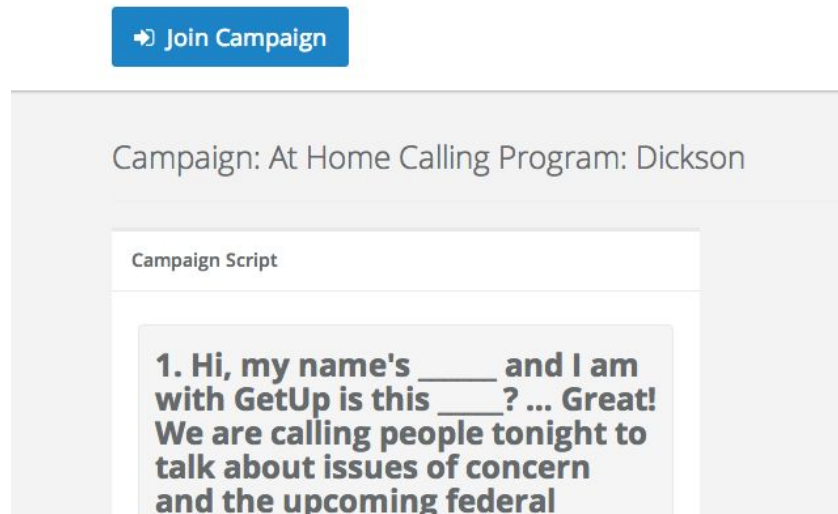 Join Campaign
Campaign: At Home Calling Program: Dickson
Campaign Script
1. Hi, my name's ______ and I am
with GetUp is this _____? ... Great!
We are calling people tonight to
talk about issues of concern
and the upcoming federal